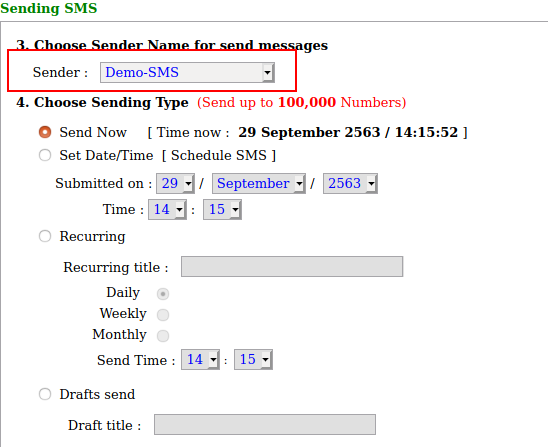 Sending SMS
3. Choose Sender Name for send messages
Sender : Demo-SMS
4. Choose Sending Type (Send up to 100,000 Numbers)
Send Now [ Time now : 29 September 2563 / 14:15:52 ]
Set Date/Time [ Schedule SMS ]
Submitted on : 29 / September / 2563
Time : 14 : 15
Recurring
Recurring title :
Daily
Weekly
Monthly
Send Time : 14 : 15
Drafts send
Draft title :